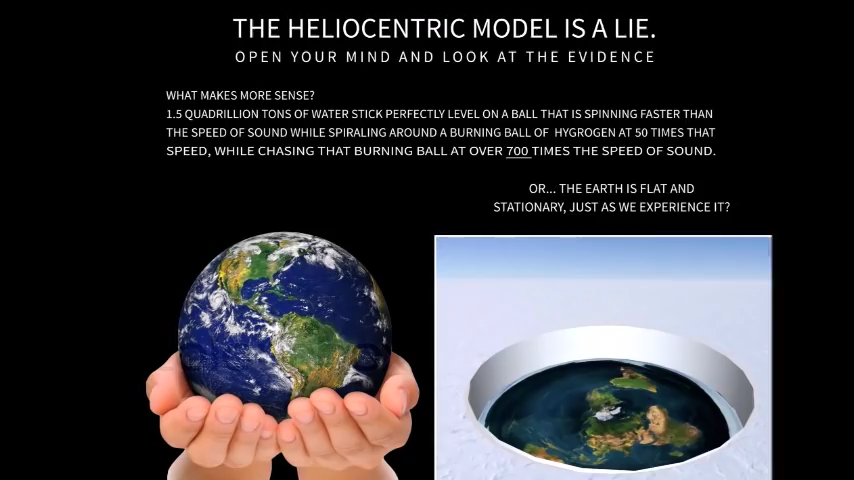 THE HELIOCENTRIC MODEL IS A LIE.
OPEN YOUR MIND AND LOOK AT THE EVIDENCE
WHAT MAKES MORE SENSE?
1.5 QUADRILLION TONS OF WATER STICK PERFECTLY LEVEL ON A BALL THAT IS SPINNING FASTER THAN
THE SPEED OF SOUND WHILE SPIRALING AROUND A BURNING BALL OF HYGROGEN AT 50 TIMES THAT
SPEED, WHILE CHASING THAT BURNING BALL AT OVER 700 TIMES THE SPEED OF SOUND.
OR... THE EARTH IS FLAT AND
STATIONARY, JUST AS WE EXPERIENCE IT?